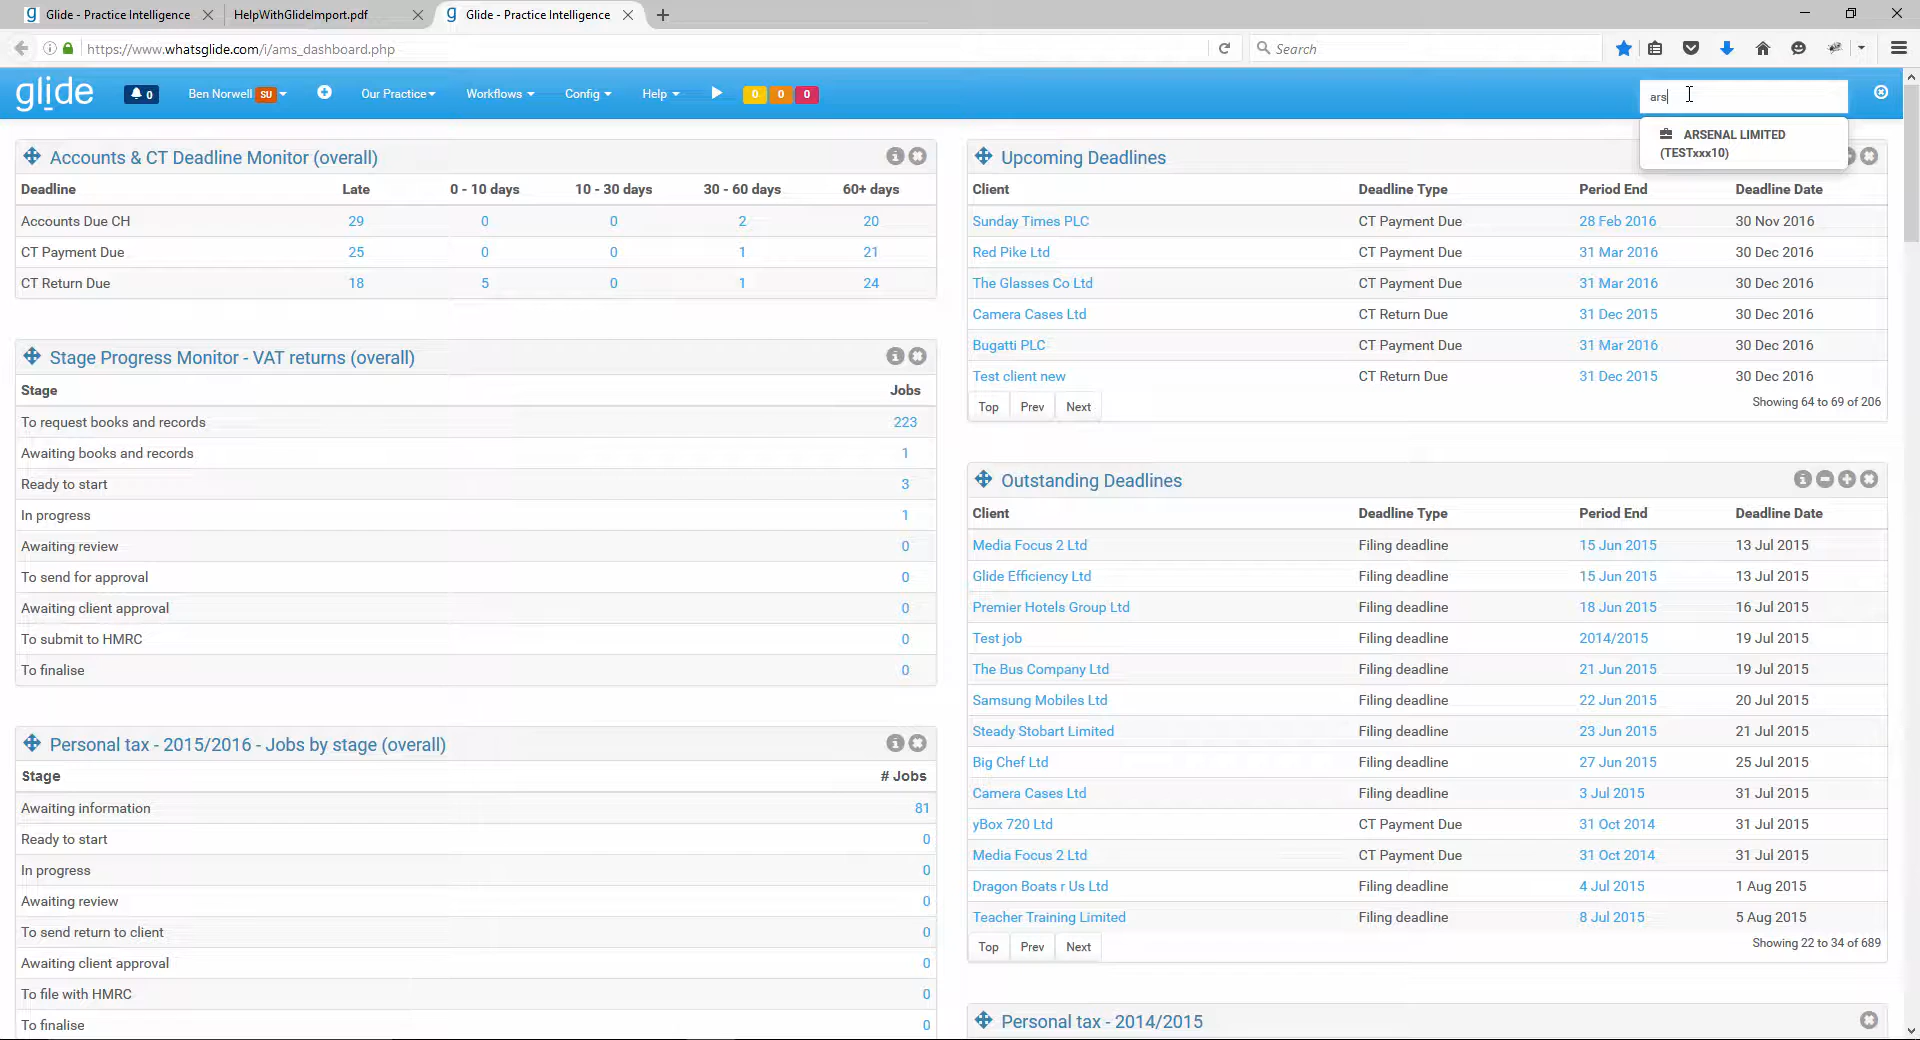 Glide - Practice Intelligence
HelpWithGlideImport.pdf
Glide - Practice Intelligence
https://www.whatsglide.com/i/ams_dashboard.php
Search
glide
0
Ben Norwell SU
Our Practice
Workflows
Config
Help
0 0 0
ars
ARSENAL LIMITED
(TESTxxx10)
Accounts & CT Deadline Monitor (overall)
Deadline Late 0 - 10 days 10 - 30 days 30 - 60 days 60+ days
Accounts Due CH 29 0 0 2 20
CT Payment Due 25 0 0 1 21
CT Return Due 18 5 0 1 24
Stage Progress Monitor - VAT returns (overall)
Stage Jobs
To request books and records 223
Awaiting books and records 1
Ready to start 3
In progress 1
Awaiting review 0
To send for approval 0
Awaiting client approval 0
To submit to HMRC 0
To finalise 0
Personal tax - 2015/2016 - Jobs by stage (overall)
Stage # Jobs
Awaiting information 81
Ready to start 0
In progress 0
Awaiting review 0
To send return to client 0
Awaiting client approval 0
To file with HMRC 0
To finalise 0
Upcoming Deadlines
Client Deadline Type Period End Deadline Date
Sunday Times PLC CT Payment Due 28 Feb 2016 30 Nov 2016
Red Pike Ltd CT Payment Due 31 Mar 2016 30 Dec 2016
The Glasses Co Ltd CT Payment Due 31 Mar 2016 30 Dec 2016
Camera Cases Ltd CT Return Due 31 Dec 2015 30 Dec 2016
Bugatti PLC CT Payment Due 31 Mar 2016 30 Dec 2016
Test client new CT Return Due 31 Dec 2015 30 Dec 2016
Top Prev Next Showing 64 to 69 of 206
Outstanding Deadlines
Client Deadline Type Period End Deadline Date
Media Focus 2 Ltd Filing deadline 15 Jun 2015 13 Jul 2015
Glide Efficiency Ltd Filing deadline 15 Jun 2015 13 Jul 2015
Premier Hotels Group Ltd Filing deadline 18 Jun 2015 16 Jul 2015
Test job Filing deadline 2014/2015 19 Jul 2015
The Bus Company Ltd Filing deadline 21 Jun 2015 19 Jul 2015
Samsung Mobiles Ltd Filing deadline 22 Jun 2015 20 Jul 2015
Steady Stobart Limited Filing deadline 23 Jun 2015 21 Jul 2015
Big Chef Ltd Filing deadline 27 Jun 2015 25 Jul 2015
Camera Cases Ltd Filing deadline 3 Jul 2015 31 Jul 2015
yBox 720 Ltd CT Payment Due 31 Oct 2014 31 Jul 2015
Media Focus 2 Ltd CT Payment Due 31 Oct 2014 31 Jul 2015
Dragon Boats r Us Ltd Filing deadline 4 Jul 2015 1 Aug 2015
Teacher Training Limited Filing deadline 8 Jul 2015 5 Aug 2015
Top Prev Next Showing 22 to 34 of 689
Personal tax - 2014/2015